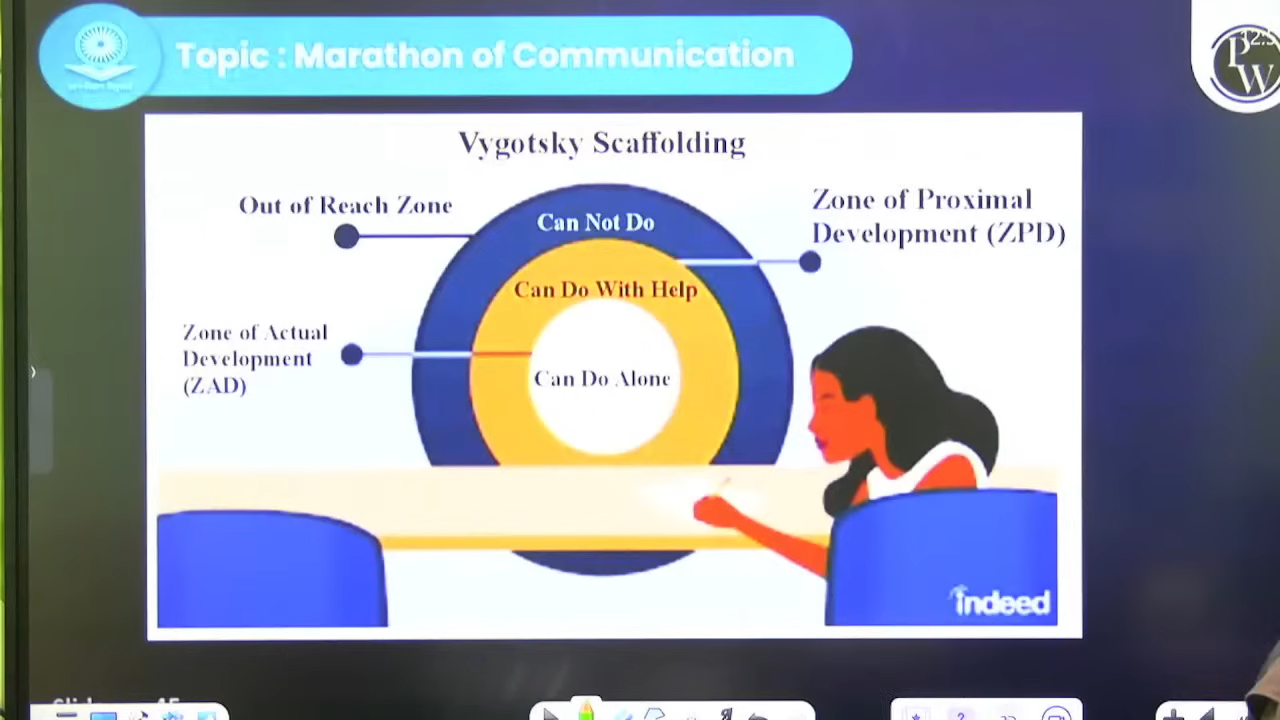 Topic : Marathon of Communication
PW
Vygotsky Scaffolding
Out of Reach Zone
Can Not Do
Zone of Proximal
Development (ZPD)
Can Do With Help
Zone of Actual
Development
(ZAD)
Can Do Alone
indeed